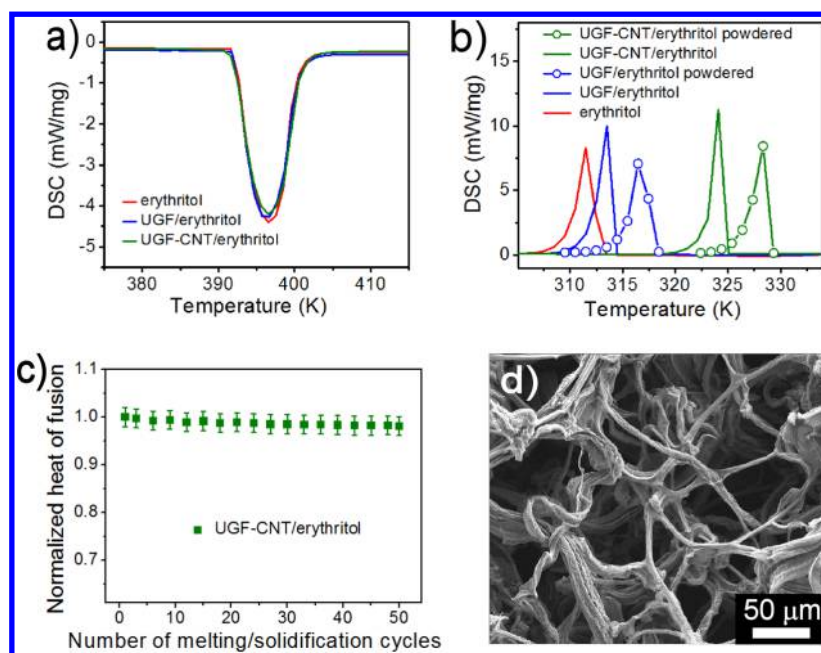 a)
0
-1
-2
-3
-4
-5
DSC (mW/mg)
erythritol
UGF/erythritol
UGF-CNT/erythritol
380 390 400 410
Temperature (K)
b)
15
10
5
0
DSC (mW/mg)
UGF-CNT/erythritol powdered
UGF-CNT/erythritol
UGF/erythritol powdered
UGF/erythritol
erythritol
310 315 320 325 330
Temperature (K)
c)
1.1
1.0
0.9
0.8
0.7
Normalized heat of fusion
UGF-CNT/erythritol
0 10 20 30 40 50
Number of melting/solidification cycles
d)
50 μm